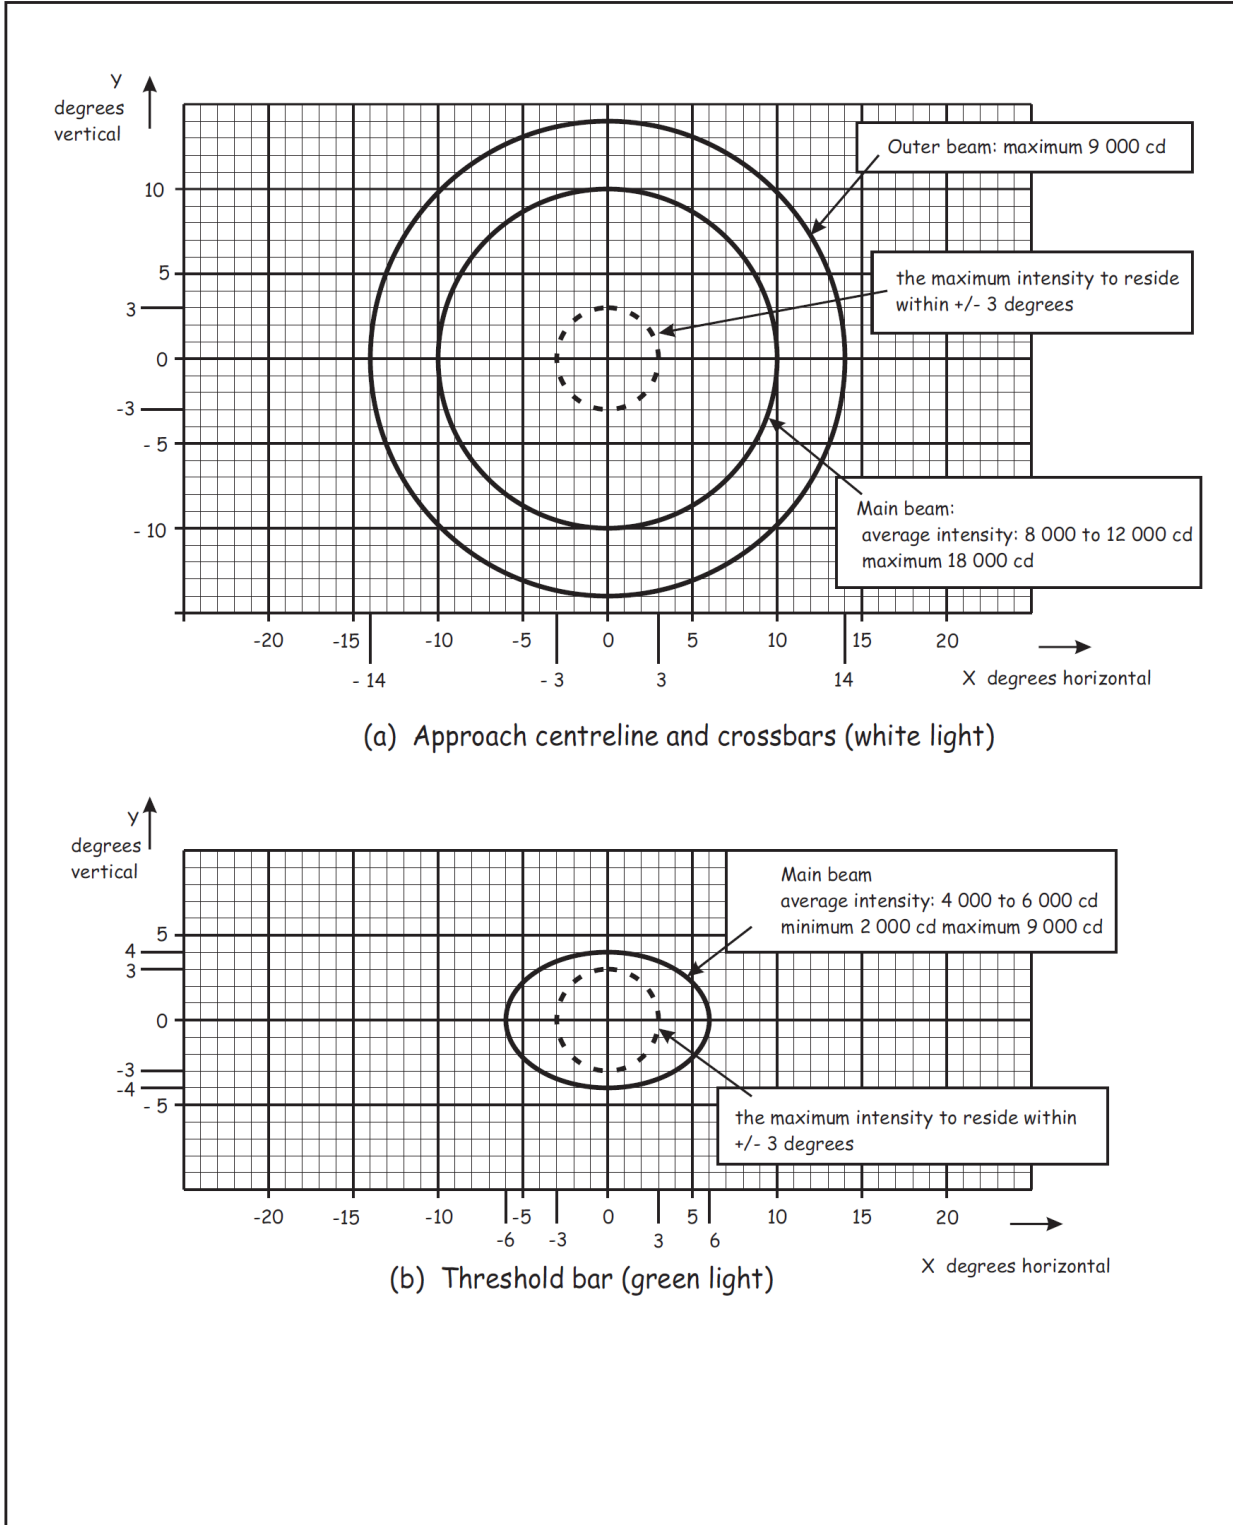 Y
degrees
vertical
Outer beam: maximum 9 000 cd
10
the maximum intensity to reside
within +/- 3 degrees
5
3
0
-3
- 5
- 10
Main beam:
average intensity: 8 000 to 12 000 cd
maximum 18 000 cd
-20 -15 -10 -5 0 5 10 15 20
- 14 - 3 3 14 X degrees horizontal
(a) Approach centreline and crossbars (white light)
Y
degrees
vertical
Main beam
average intensity: 4 000 to 6 000 cd
minimum 2 000 cd maximum 9 000 cd
5
4
3
0
-3
-4
- 5
the maximum intensity to reside within
+/- 3 degrees
-20 -15 -10 -5 0 5 10 15 20
-6 -3 3 6
X degrees horizontal
(b) Threshold bar (green light)